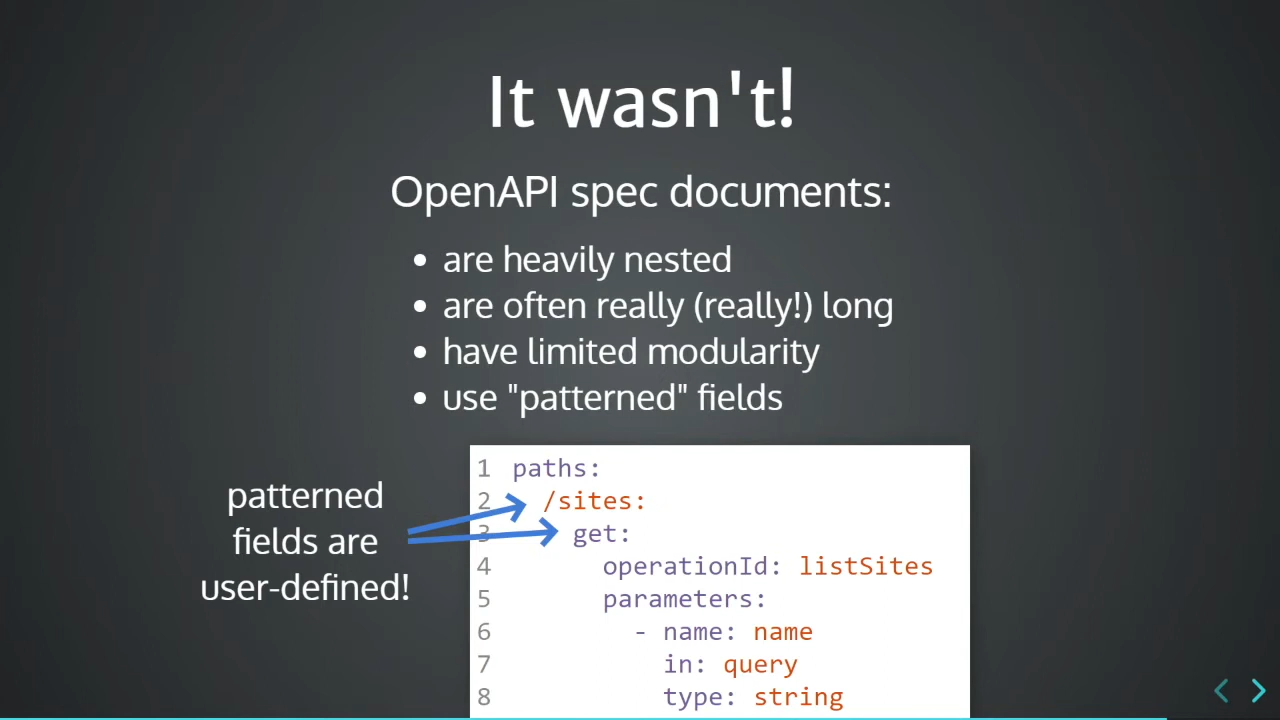 It wasn't!
OpenAPI spec documents:
• are heavily nested
• are often really (really!) long
• have limited modularity
• use "patterned" fields
patterned
fields are
user-defined!
1 paths:
2 /sites:
3 get:
4 operationId: listSites
5 parameters:
6 - name: name
7 in: query
8 type: string